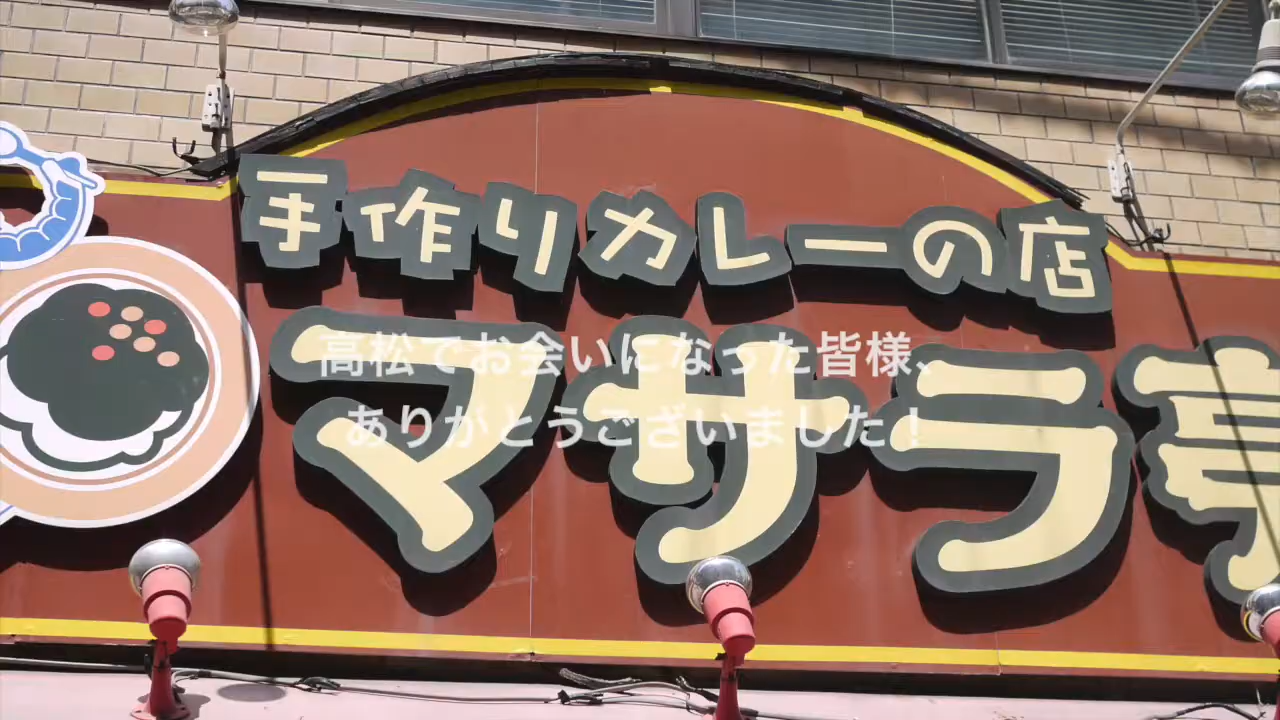 手作りカレーの店
マサラ亭
高松でお会いになった皆様、
ありがとうございました！